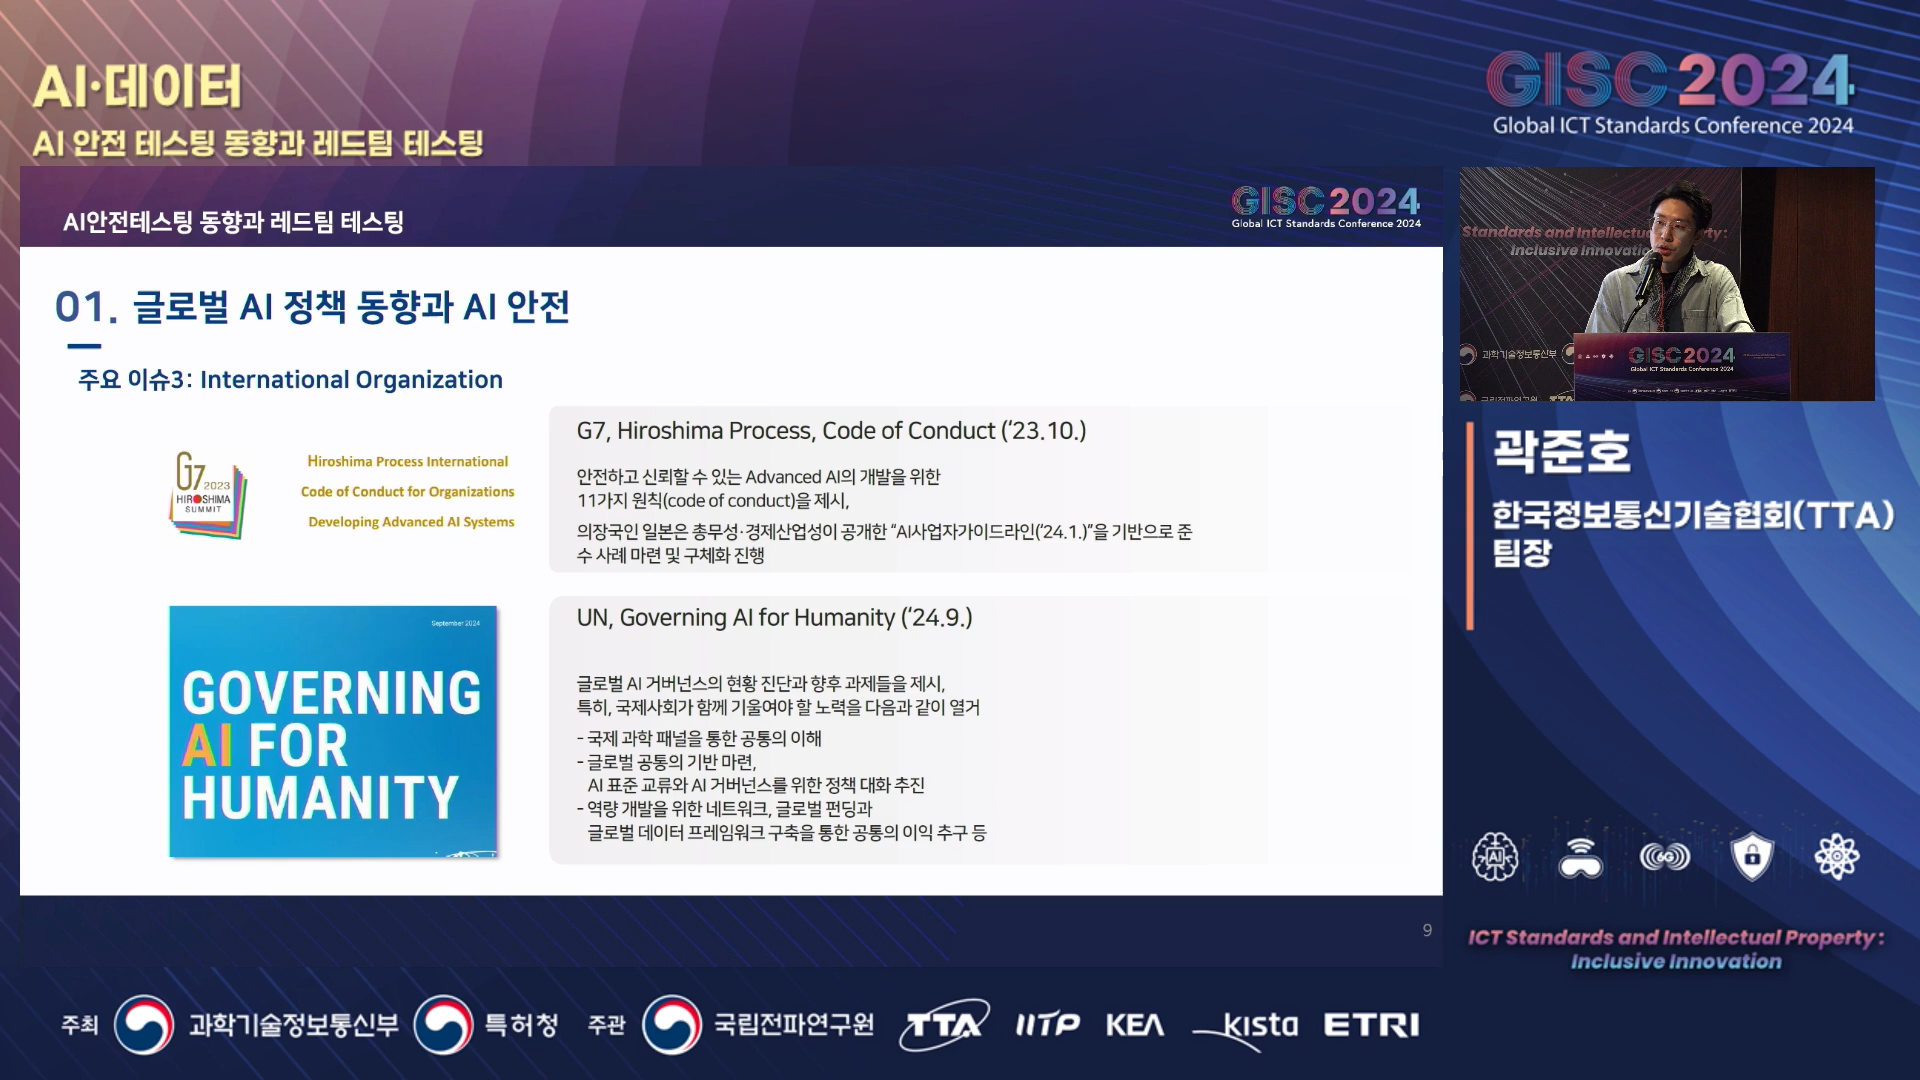 AI·데이터
AI 안전 테스팅 동향과 레드팀 테스팅
GISC 2024
Global ICT Standards Conference 2024
AI안전테스팅 동향과 레드팀 테스팅
GISC 2024
Global ICT Standards Conference 2024
01. 글로벌 AI 정책 동향과 AI 안전
주요 이슈3: International Organization
G7 2023
HIROSHIMA
SUMMIT
Hiroshima Process International
Code of Conduct for Organizations
Developing Advanced AI Systems
G7, Hiroshima Process, Code of Conduct (‘23.10.)
안전하고 신뢰할 수 있는 Advanced AI의 개발을 위한
11가지 원칙(code of conduct)을 제시,
의장국인 일본은 총무성·경제산업성이 공개한 “AI사업자가이드라인(‘24.1.)”을 기반으로 준
수 사례 마련 및 구체화 진행
September 2024
GOVERNING
AI FOR
HUMANITY
UN, Governing AI for Humanity (‘24.9.)
글로벌 AI 거버넌스의 현황 진단과 향후 과제들을 제시,
특히, 국제사회가 함께 기울여야 할 노력을 다음과 같이 열거
- 국제 과학 패널을 통한 공통의 이해
- 글로벌 공통의 기반 마련,
AI 표준 교류와 AI 거버넌스를 위한 정책 대화 추진
- 역량 개발을 위한 네트워크, 글로벌 펀딩과
글로벌 데이터 프레임워크 구축을 통한 공통의 이익 추구 등
9
Standards and Intellectu rty:
Inclusive Innovatio
과학기술정보통신부
GISC 2024
Global ICT Standards Conference 2024
국립전파연구원
곽준호
한국정보통신기술협회(TTA)
팀장
AI
6G
ICT Standards and Intellectual Property:
Inclusive Innovation
주최 과학기술정보통신부 특허청 주관 국립전파연구원 TTA IITP KEA kista ETRI